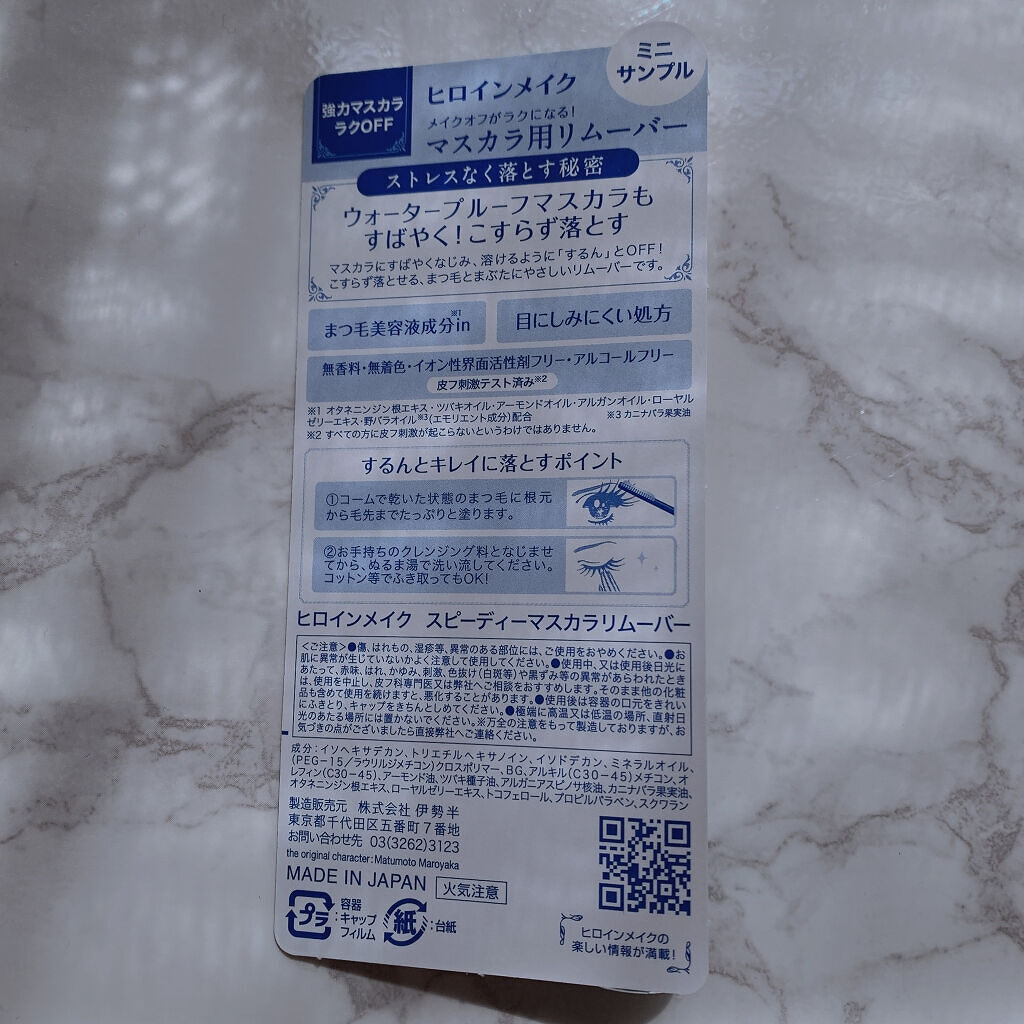 ミニ
サンプル
強力マスカラ
ラクOFF
ヒロインメイク
メイクオフがラクになる!
マスカラ用リムーバー
ストレスなく落とす秘密
ウォータープルーフマスカラも
すばやく!こすらず落とす
マスカラにすばやくなじみ、溶けるように「するん」とOFF!
こすらず落とせる、まつ毛とまぶたにやさしいリムーバーです。
まつ毛美容液成分in※1
目にしみにくい処方
無香料・無着色・イオン性界面活性剤フリー・アルコールフリー
皮フ刺激テスト済み※2
※1 オタネニンジン根エキス・ツバキオイル・アーモンドオイル・アルガンオイル・ローヤル
ゼリーエキス・野バラオイル※3(エモリエント成分)配合 ※3 カニナバラ果実油
※2 すべての方に皮フ刺激が起こらないというわけではありません。
するんとキレイに落とすポイント
①コームで乾いた状態のまつ毛に根元
から毛先までたっぷりと塗ります。
②お手持ちのクレンジング料となじませ
てから、ぬるま湯で洗い流してください。
コットン等でふき取ってもOK!
ヒロインメイク スピーディーマスカラリムーバー
<ご注意>●傷、はれもの、湿疹等、異常のある部位には、ご使用をおやめください。●お
肌に異常が生じていないかよく注意して使用してください。●使用中、又は使用後日光に
あたって、赤味、はれ、かゆみ、刺激、色抜け(白斑等)や黒ずみ等の異常があらわれたとき
は、使用を中止し、皮フ科専門医又は弊社へご相談をおすすめします。そのまま他の化粧
品も含めて使用を続けますと、悪化することがあります。●使用後は容器の口元をきれい
にふきとり、キャップをきちんとしめてください。●極端に高温又は低温の場所、直射日
光のあたる場所には置かないでください。※万全の注意をもって製造しておりますが、お
気づきの点がございましたら直接弊社へご連絡ください。
成分:イソヘキサデカン、トリエチルヘキサノイン、イソドデカン、ミネラルオイル、
(PEG-15/ラウリルジメチコン)クロスポリマー、BG、アルキル(C30-45)メチコン、オ
レフィン(C30-45)、アーモンド油、ツバキ種子油、アルガニアスピノサ核油、カニナバラ果実油、
オタネニンジン根エキス、ローヤルゼリーエキス、トコフェロール、プロピルパラベン、スクワラン
製造販売元 株式会社 伊勢半
東京都千代田区五番町7番地
お問い合わせ先 03(3262)3123
the original character:Matumoto Maroyaka
MADE IN JAPAN 火気注意
プラ
:容器
キャップ
フィルム
紙
:台紙
ヒロインメイクの
楽しい情報が満載!